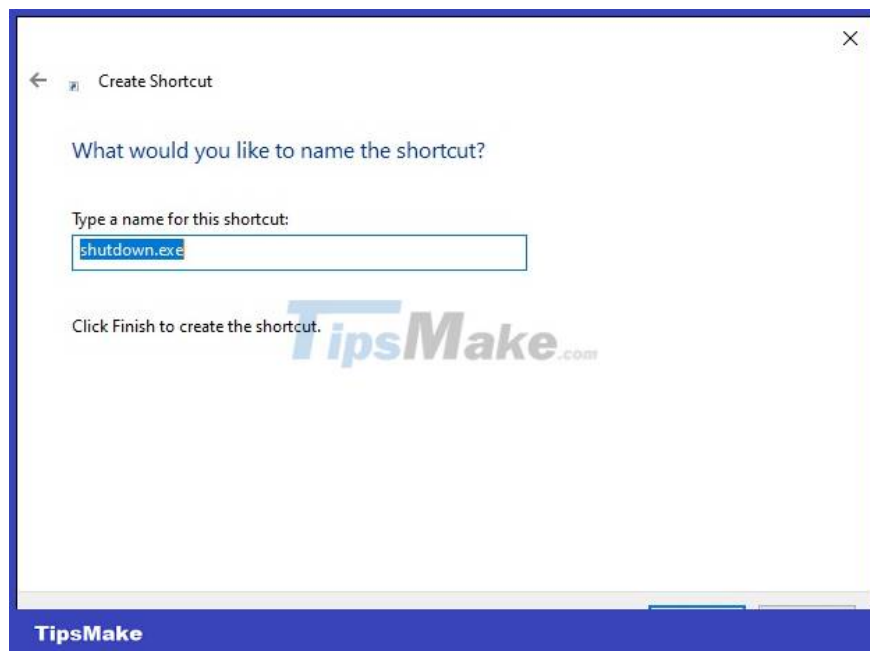 Create Shortcut
What would you like to name the shortcut?
Type a name for this shortcut:
shutdown.exe
Click Finish to create the shortcut.
TipsMake.com
TipsMake